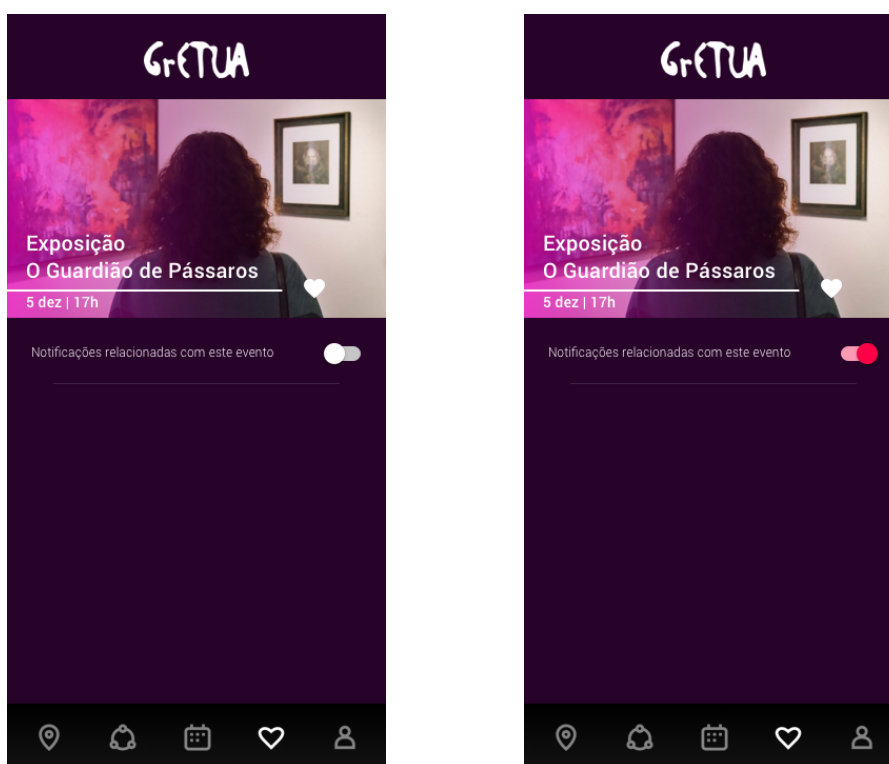 GrETUA
Exposição
O Guardião de Pássaros
5 dez | 17h
Notificações relacionadas com este evento
GrETUA
Exposição
O Guardião de Pássaros
5 dez | 17h
Notificações relacionadas com este evento